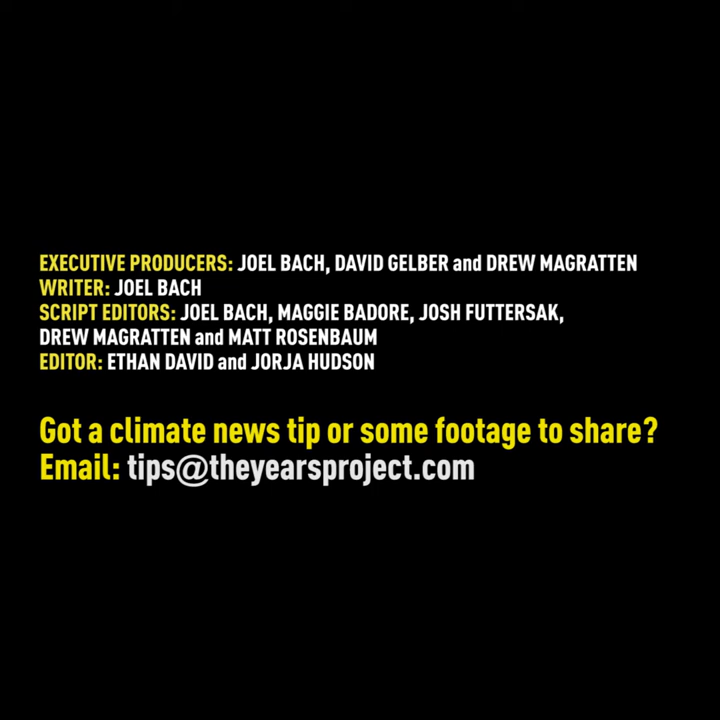 EXECUTIVE PRODUCERS: JOEL BACH, DAVID GELBER and DREW MAGRATTEN
WRITER: JOEL BACH
SCRIPT EDITORS: JOEL BACH, MAGGIE BADORE, JOSH FUTTERSAK,
DREW MAGRATTEN and MATT ROSENBAUM
EDITOR: ETHAN DAVID and JORJA HUDSON
Got a climate news tip or some footage to share?
Email: tips@theyearsproject.com